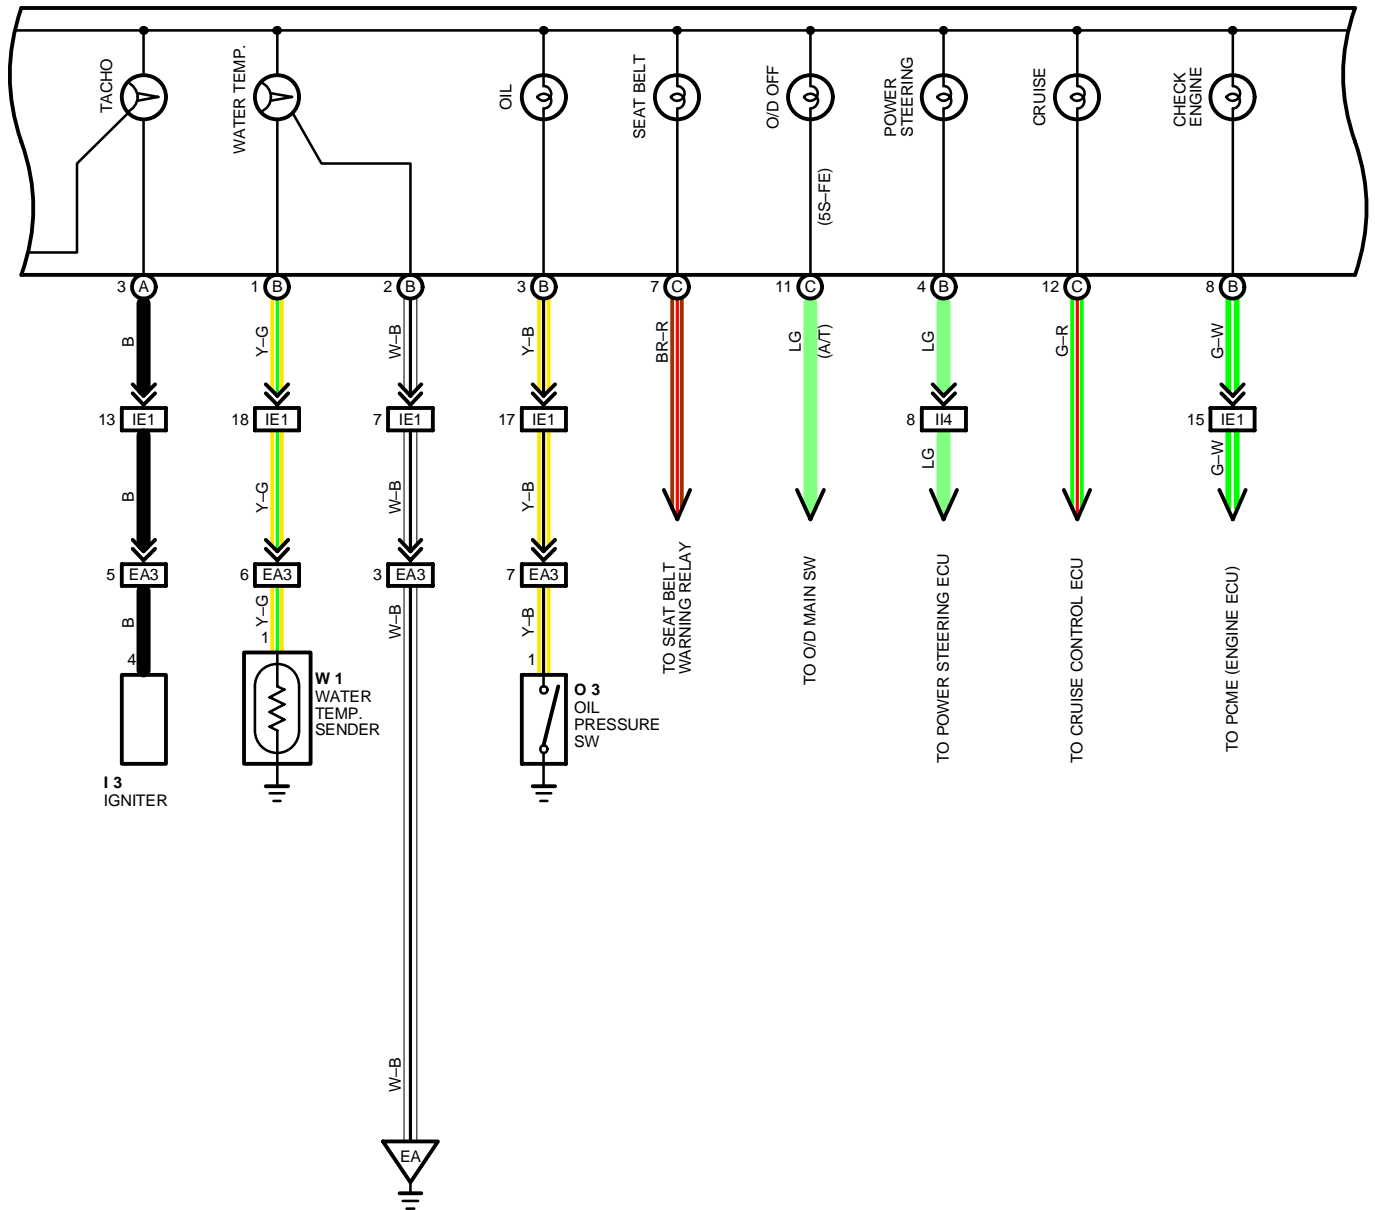 TACHO
WATER TEMP.
OIL
SEAT BELT
O/D OFF
POWER
STEERING
CRUISE
CHECK
ENGINE
(5S–FE)
3 A
1 B
2 B
3 B
7 C
11 C
4 B
12 C
8 B
B
Y–G
W–B
Y–B
BR–R
LG
(A/T)
LG
G–R
G–W
13 IE1
18 IE1
7 IE1
17 IE1
8 II4
15 IE1
B
Y–G
W–B
Y–B
LG
G–W
5 EA3
6 EA3
3 EA3
7 EA3
B
Y–G
W–B
Y–B
4
1
1
W 1
WATER
TEMP.
SENDER
O 3
OIL
PRESSURE
SW
I 3
IGNITER
TO SEAT BELT
WARNING RELAY
TO O/D MAIN SW
TO POWER STEERING ECU
TO CRUISE CONTROL ECU
TO PCME (ENGINE ECU)
W–B
EA